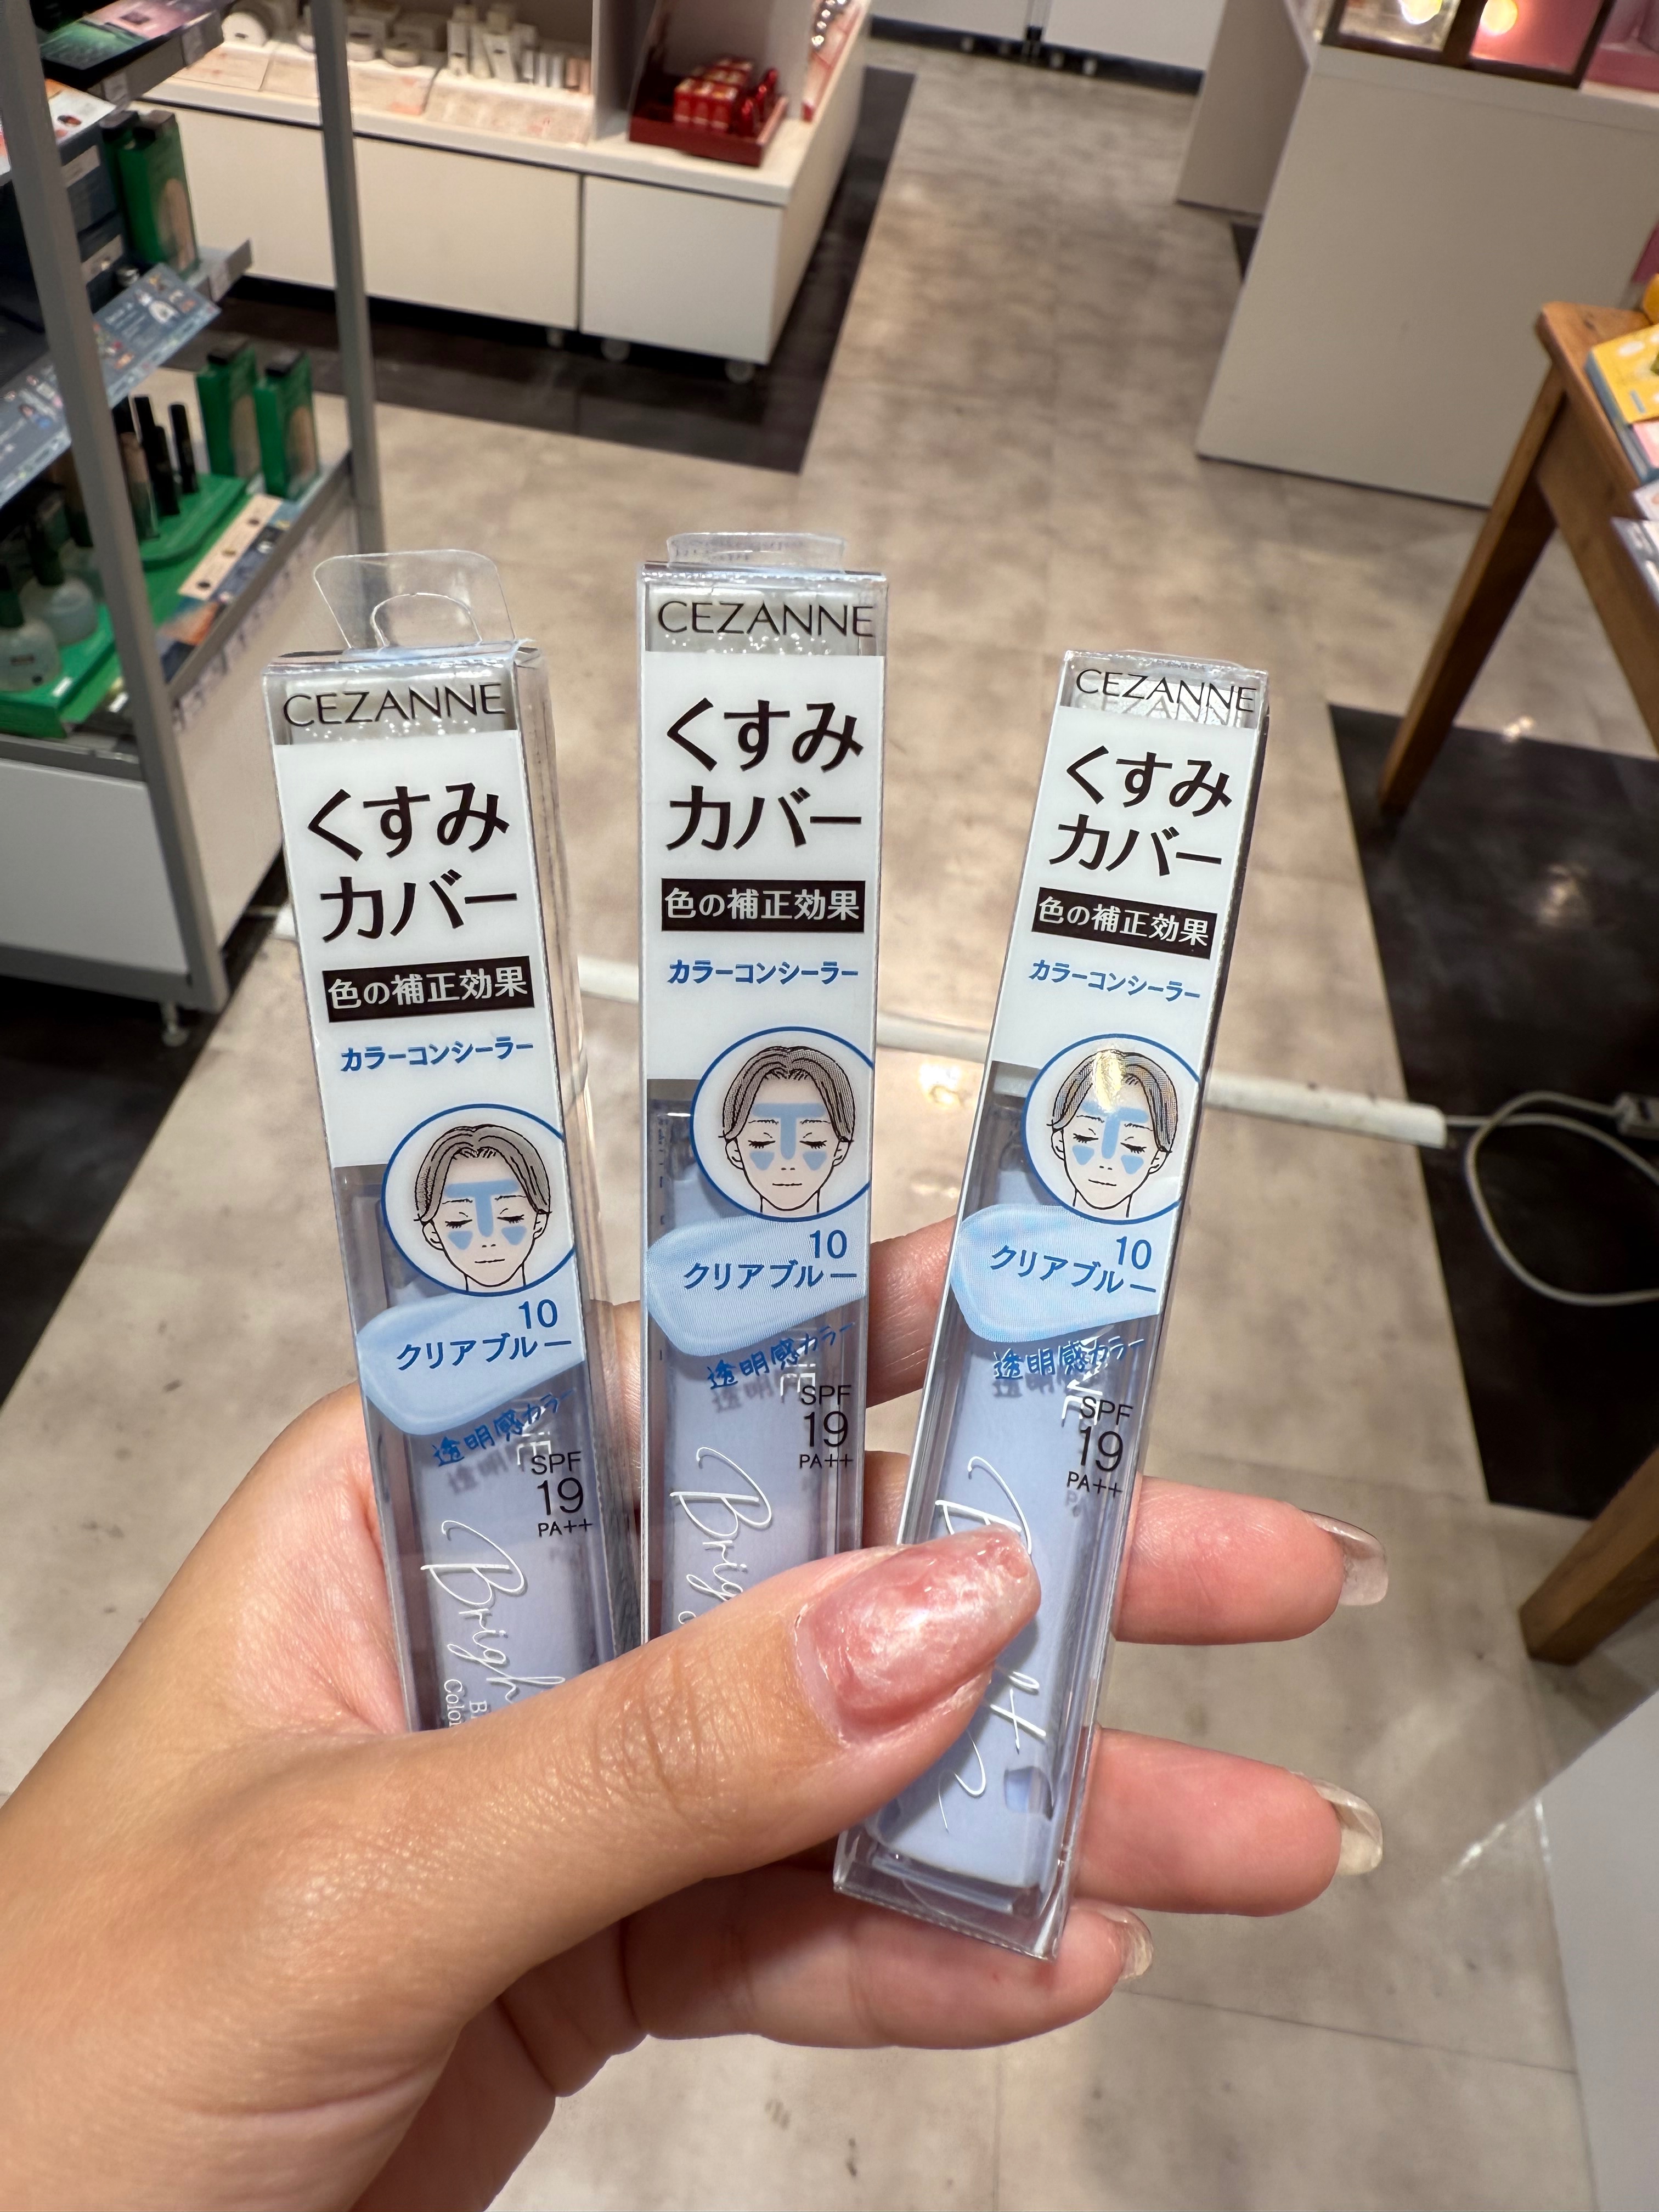 CEZANNE
くすみ
カバー
色の補正効果
カラーコンシーラー
10
クリアブルー
透明感カラー
SPF
19
PA++
Brigh
CEZANNE
くすみ
カバー
色の補正効果
カラーコンシーラー
10
クリアブルー
透明感カラー
SPF
19
PA++
Brig
CEZANNE
くすみ
カバー
色の補正効果
カラーコンシーラー
10
クリアブルー
透明感カラー
SPF
19
PA++